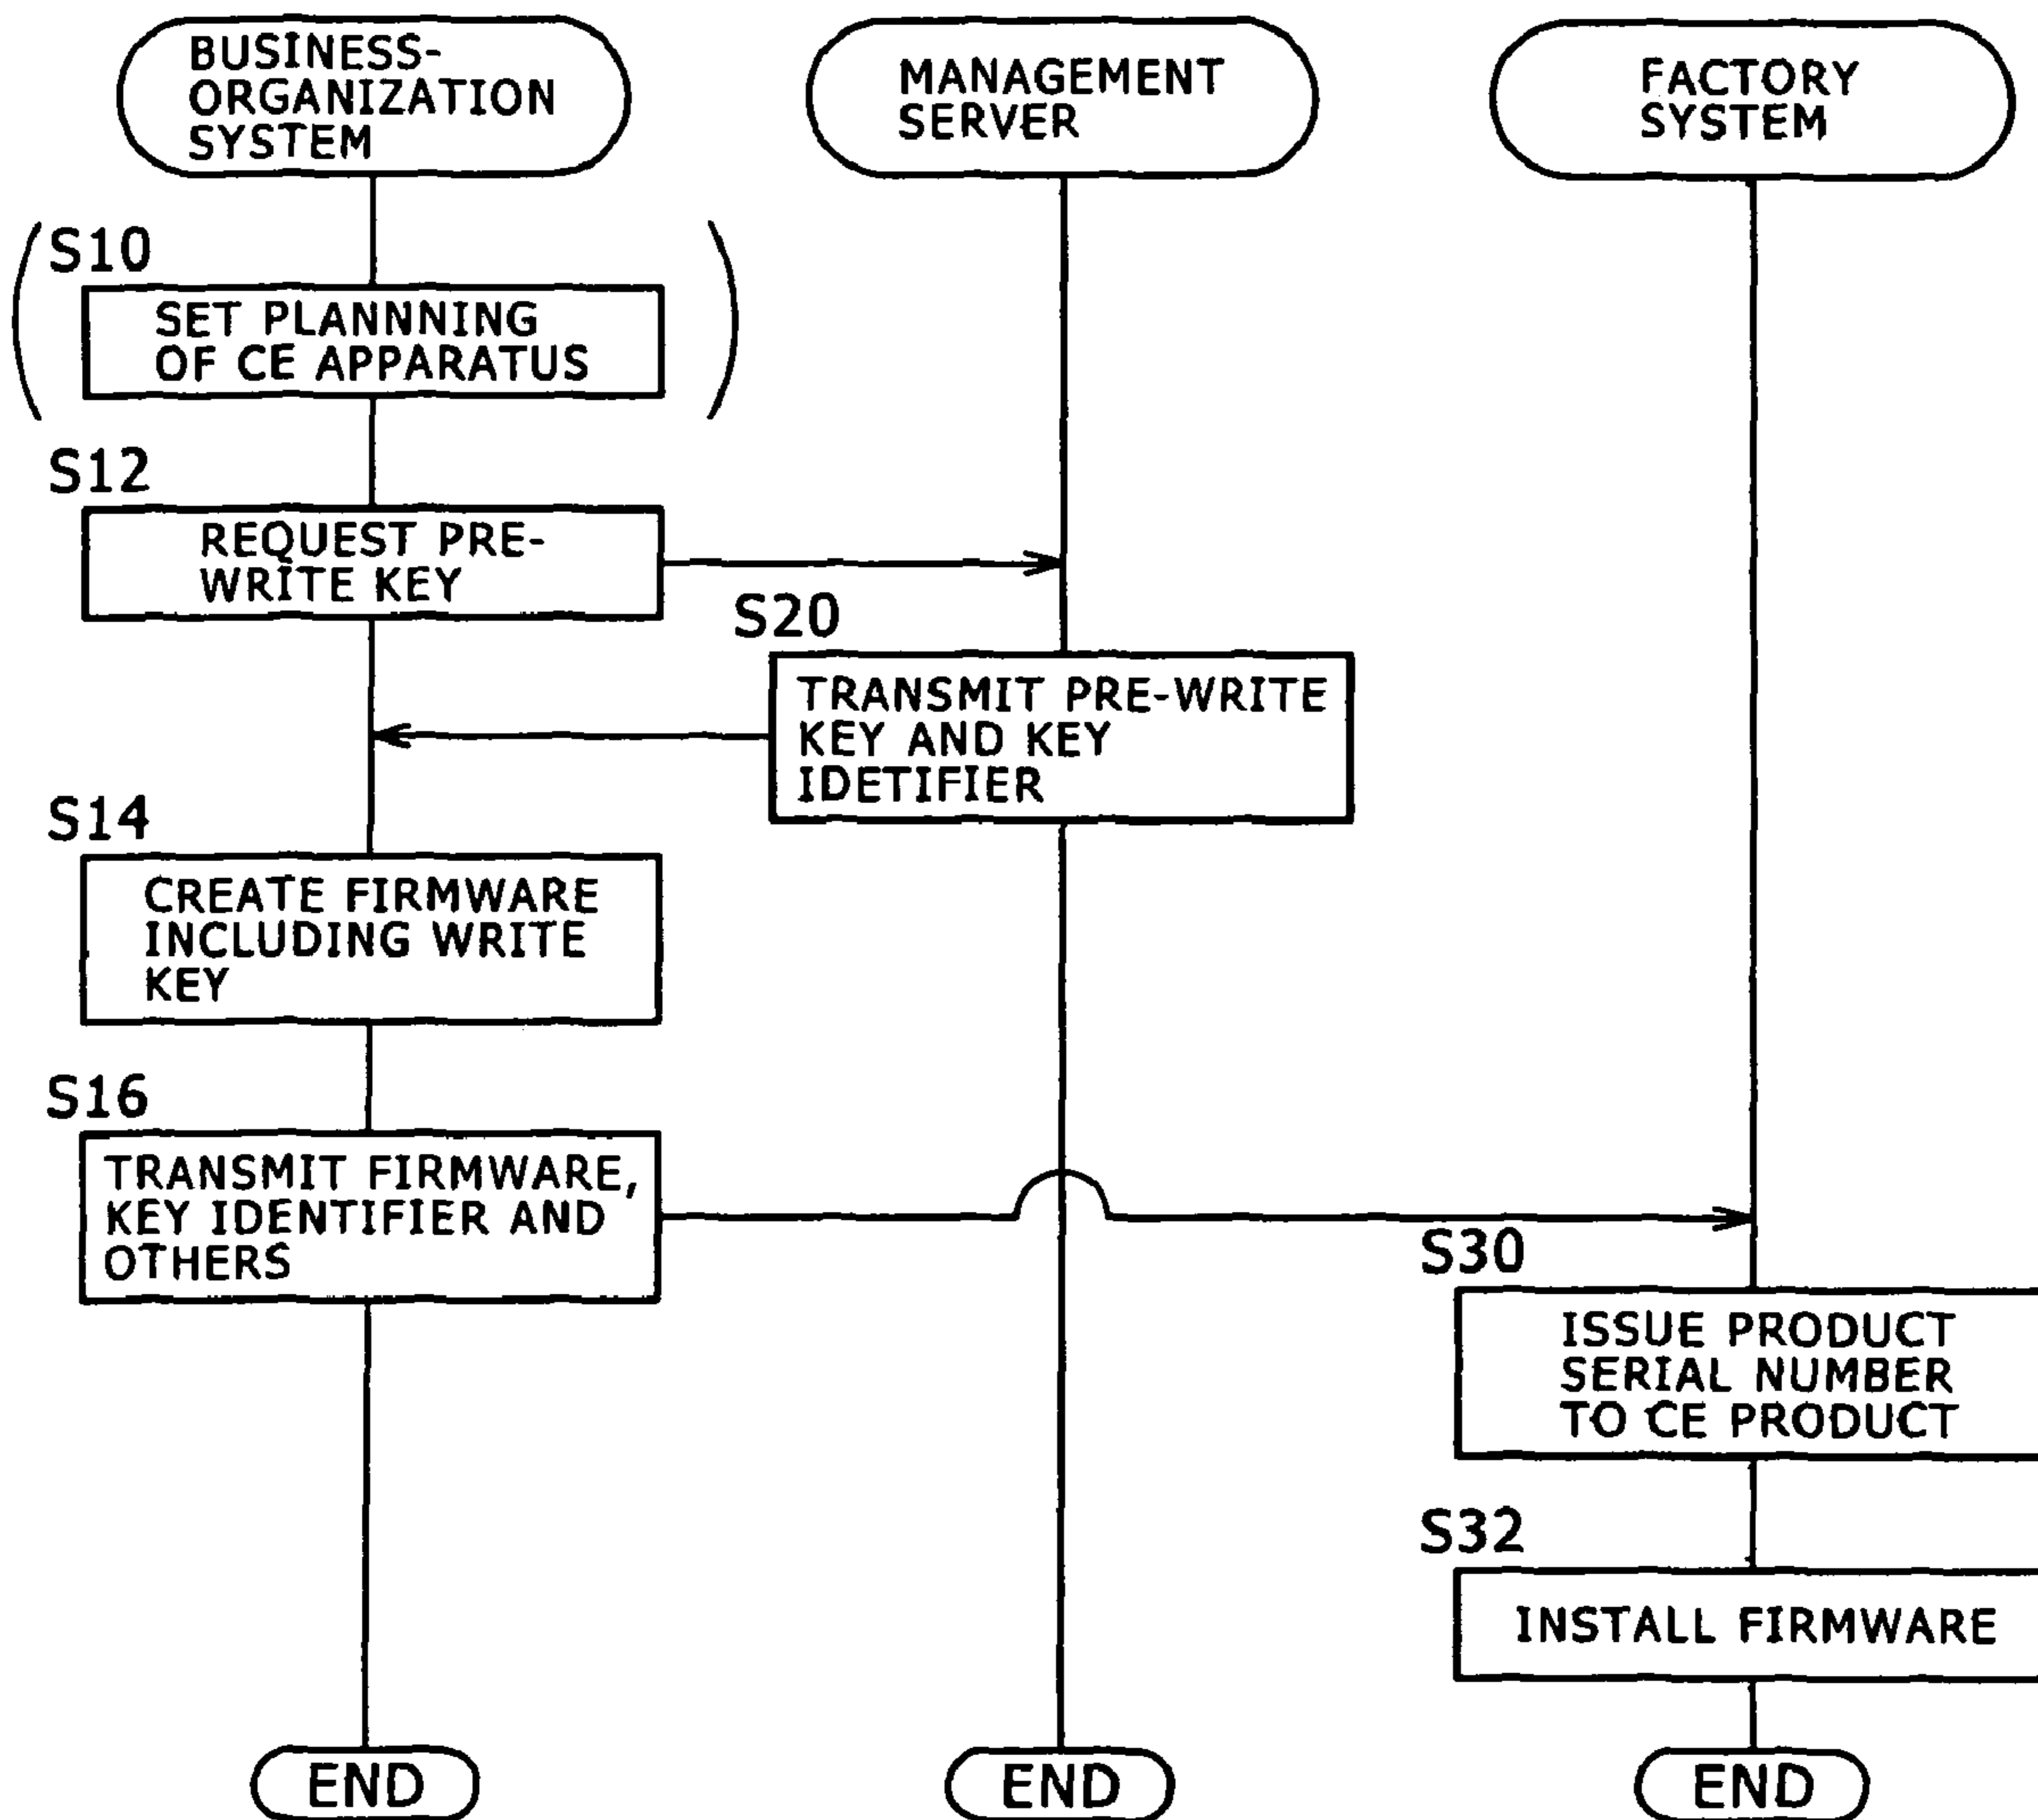 BUSINESS-
ORGANIZATION
SYSTEM
MANAGEMENT
SERVER
FACTORY
SYSTEM
S10
SET PLANNNING
OF CE APPARATUS
S12
REQUEST PRE-
WRITE KEY
S20
TRANSMIT PRE-WRITE
KEY AND KEY
IDETIFIER
S14
CREATE FIRMWARE
INCLUDING WRITE
KEY
S16
TRANSMIT FIRMWARE,
KEY IDENTIFIER AND
OTHERS
S30
ISSUE PRODUCT
SERIAL NUMBER
TO CE PRODUCT
S32
INSTALL FIRMWARE
END
END
END